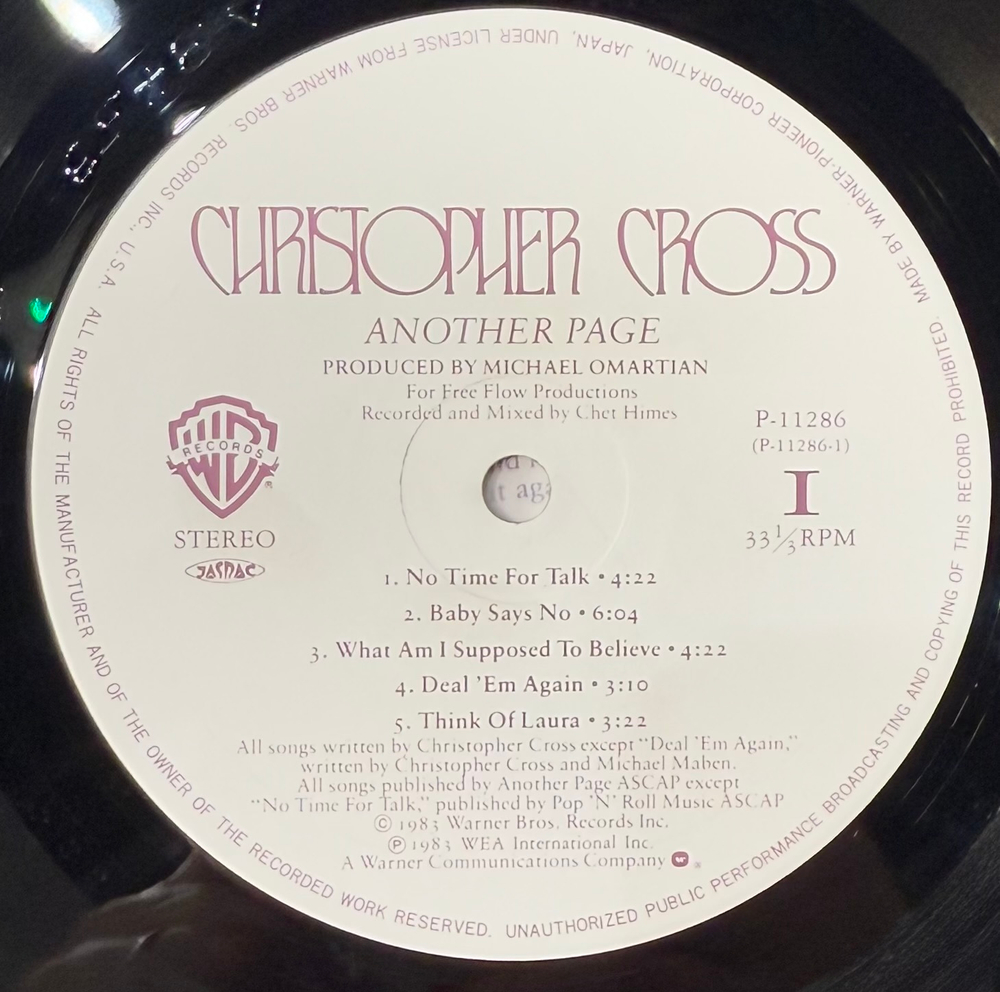 CHRISTOPHER CROSS
ANOTHER PAGE
PRODUCED BY MICHAEL OMARTIAN
For Free Flow Productions
Recorded and Mixed by Chet Himes
WB
RECORDS
®
STEREO
JASRAC
P-11286
(P-11286-1)
I
33 1/3 RPM
t aga
1. No Time For Talk • 4:22
2. Baby Says No • 6:04
3. What Am I Supposed To Believe • 4:22
4. Deal 'Em Again • 3:10
5. Think Of Laura • 3:22
All songs written by Christopher Cross except "Deal 'Em Again,"
written by Christopher Cross and Michael Maben.
All songs published by Another Page ASCAP except
"No Time For Talk," published by Pop 'N' Roll Music ASCAP
© 1983 Warner Bros. Records Inc.
℗ 1983 WEA International Inc.
A Warner Communications Company
MADE BY WARNER-PIONEER CORPORATION, JAPAN, UNDER LICENSE FROM WARNER BROS. RECORDS INC., U.S.A. ALL RIGHTS OF THE MANUFACTURER AND OF THE OWNER OF THE RECORDED WORK RESERVED. UNAUTHORIZED PUBLIC PERFORMANCE BROADCASTING AND COPYING OF THIS RECORD PROHIBITED.